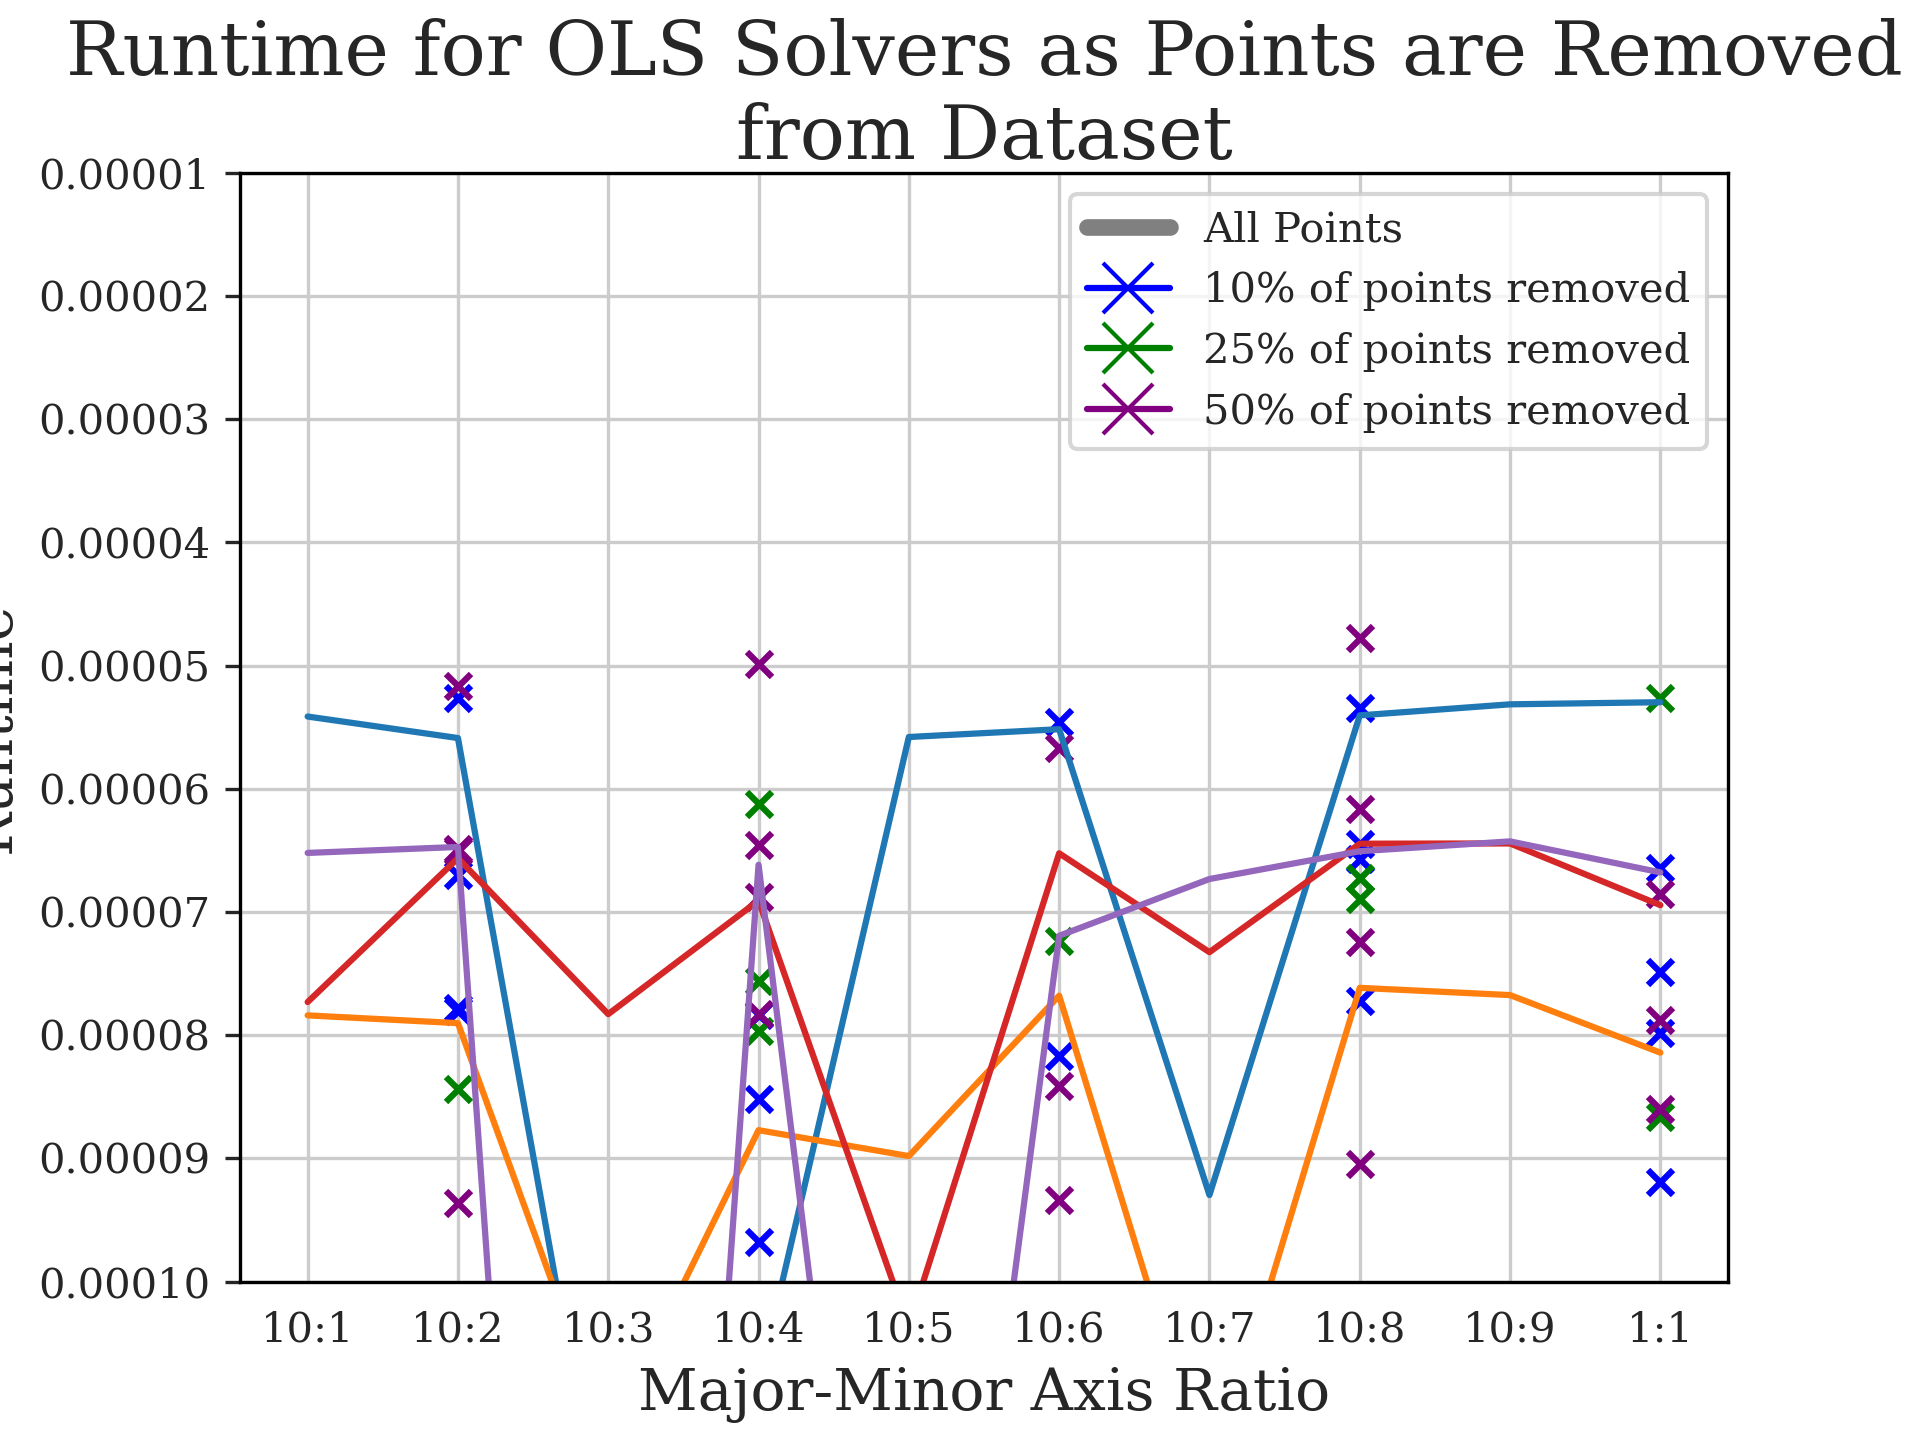 Runtime for OLS Solvers as Points are Removed
from Dataset
0.00001
0.00002
0.00003
0.00004
0.00005
0.00006
0.00007
0.00008
0.00009
0.00010
All Points
10% of points removed
25% of points removed
50% of points removed
10:1 10:2 10:3 10:4 10:5 10:6 10:7 10:8 10:9 1:1
Major-Minor Axis Ratio